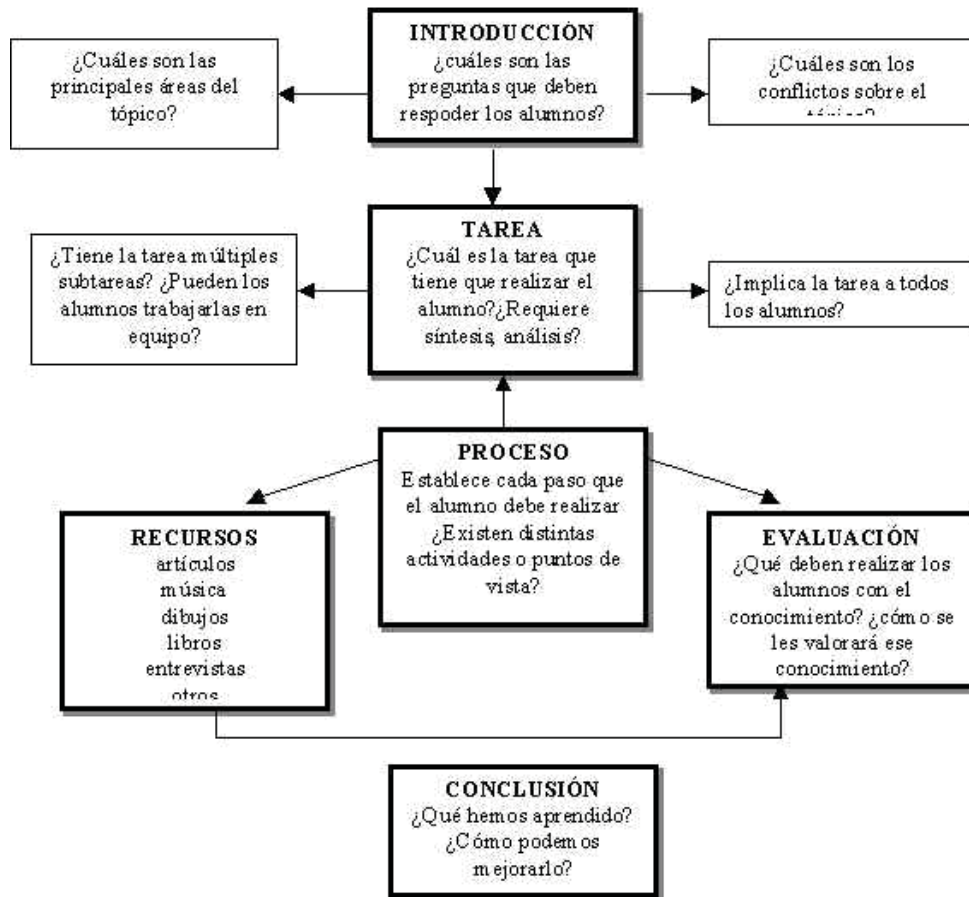 INTRODUCCIÓN
¿cuáles son las
preguntas que deben
respoder los alumnos?
¿Cuáles son las
principales áreas del
tópico?
¿Cuáles son los
conflictos sobre el
TAREA
¿Cuál es la tarea que
tiene que realizar el
alumno?¿Requiere
síntesis, análisis?
¿Tiene la tarea múltiples
subtareas? ¿Pueden los
alumnos trabajarlas en
equipo?
¿Implica la tarea a todos
los alumnos?
PROCESO
Establece cada paso que
el alumno debe realizar
¿Existen distintas
actividades o puntos de
vista?
RECURSOS
artículos
música
dibujos
libros
entrevistas
otros
EVALUACIÓN
¿Qué deben realizar los
alumnos con el
conocimiento? ¿cómo se
les valorará ese
conocimiento?
CONCLUSIÓN
¿Qué hemos aprendido?
¿Cómo podemos
mejorarlo?